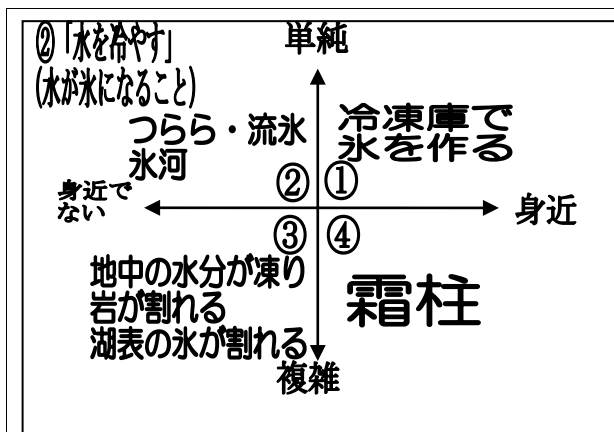 ②「水を冷やす」
(水が氷になること)
単純
つらら・流氷
氷河
冷凍庫で
氷を作る
② ①
身近で
ない
身近
③ ④
地中の水分が凍り
岩が割れる
湖表の氷が割れる
霜柱
複雑